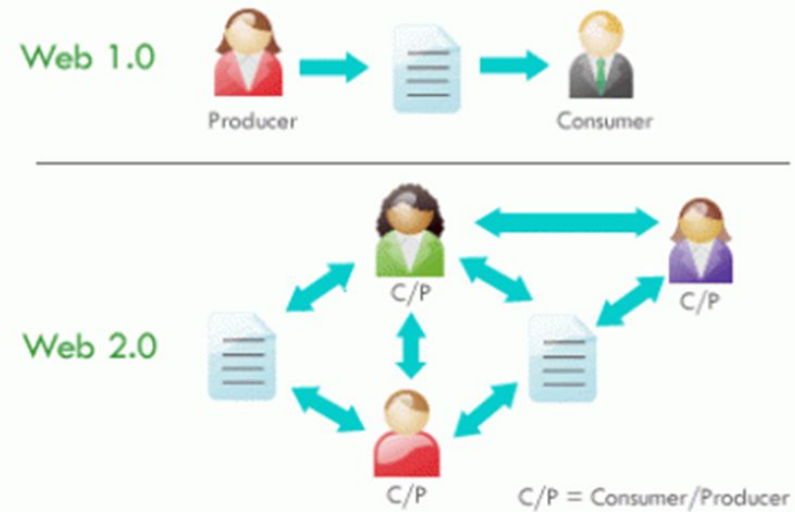 Web 1.0
Producer
Consumer
C/P
C/P
Web 2.0
C/P
C/P = Consumer/Producer